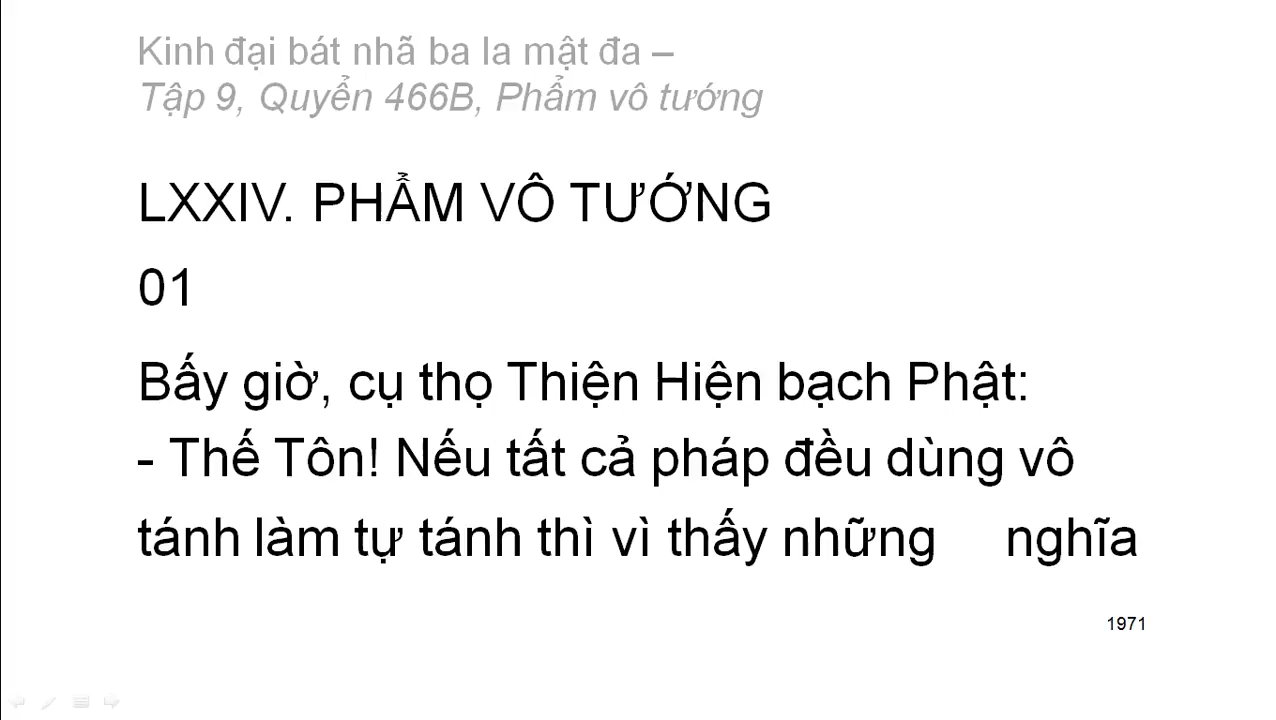 Kinh đại bát nhã ba la mật đa –
Tập 9, Quyển 466B, Phẩm vô tướng
LXXIV. PHẨM VÔ TƯỚNG
01
Bấy giờ, cụ thọ Thiện Hiện bạch Phật:
- Thế Tôn! Nếu tất cả pháp đều dùng vô
tánh làm tự tánh thì vì thấy những nghĩa
1971